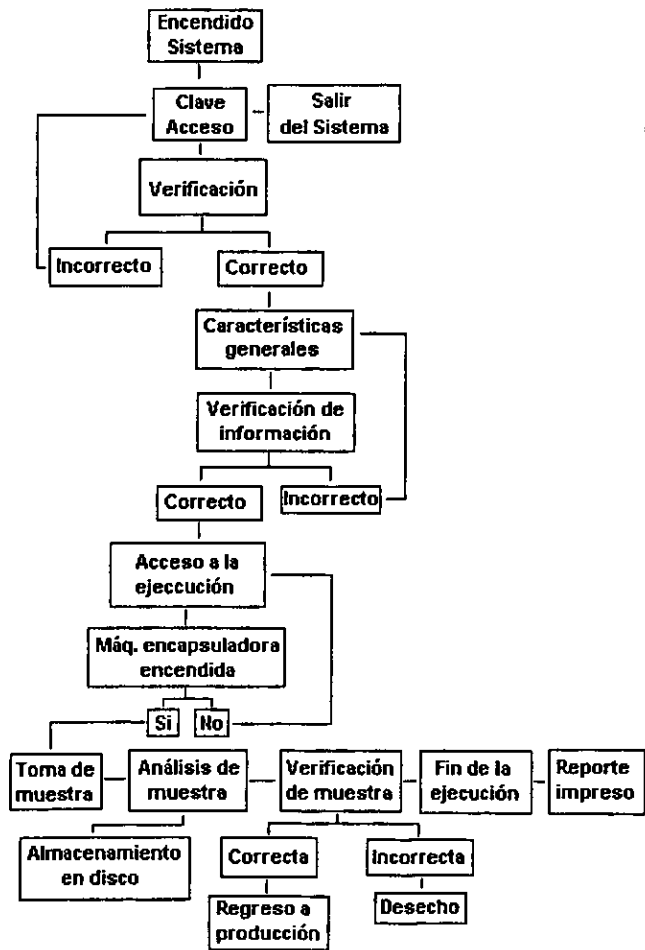 Encendido
Sistema
Clave
Acceso
Salir
del Sistema
Verificación
Incorrecto
Correcto
Características
generales
Verificación de
información
Correcto
Incorrecto
Acceso a la
ejeccución
Máq. encapsuladora
encendida
Si
No
Toma de
muestra
Análisis de
muestra
Verificación
de muestra
Fin de la
ejecución
Reporte
impreso
Almacenamiento
en disco
Correcta
Incorrecta
Regreso a
producción
Desecho